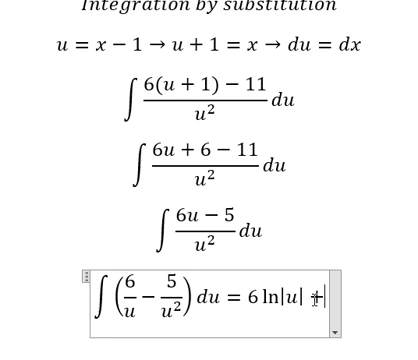 Integration by substitution
u = x − 1 → u + 1 = x → du = dx
∫ (6(u + 1) − 11)/u² du
∫ (6u + 6 − 11)/u² du
∫ (6u − 5)/u² du
∫ (6/u − 5/u²) du = 6 ln|u| +